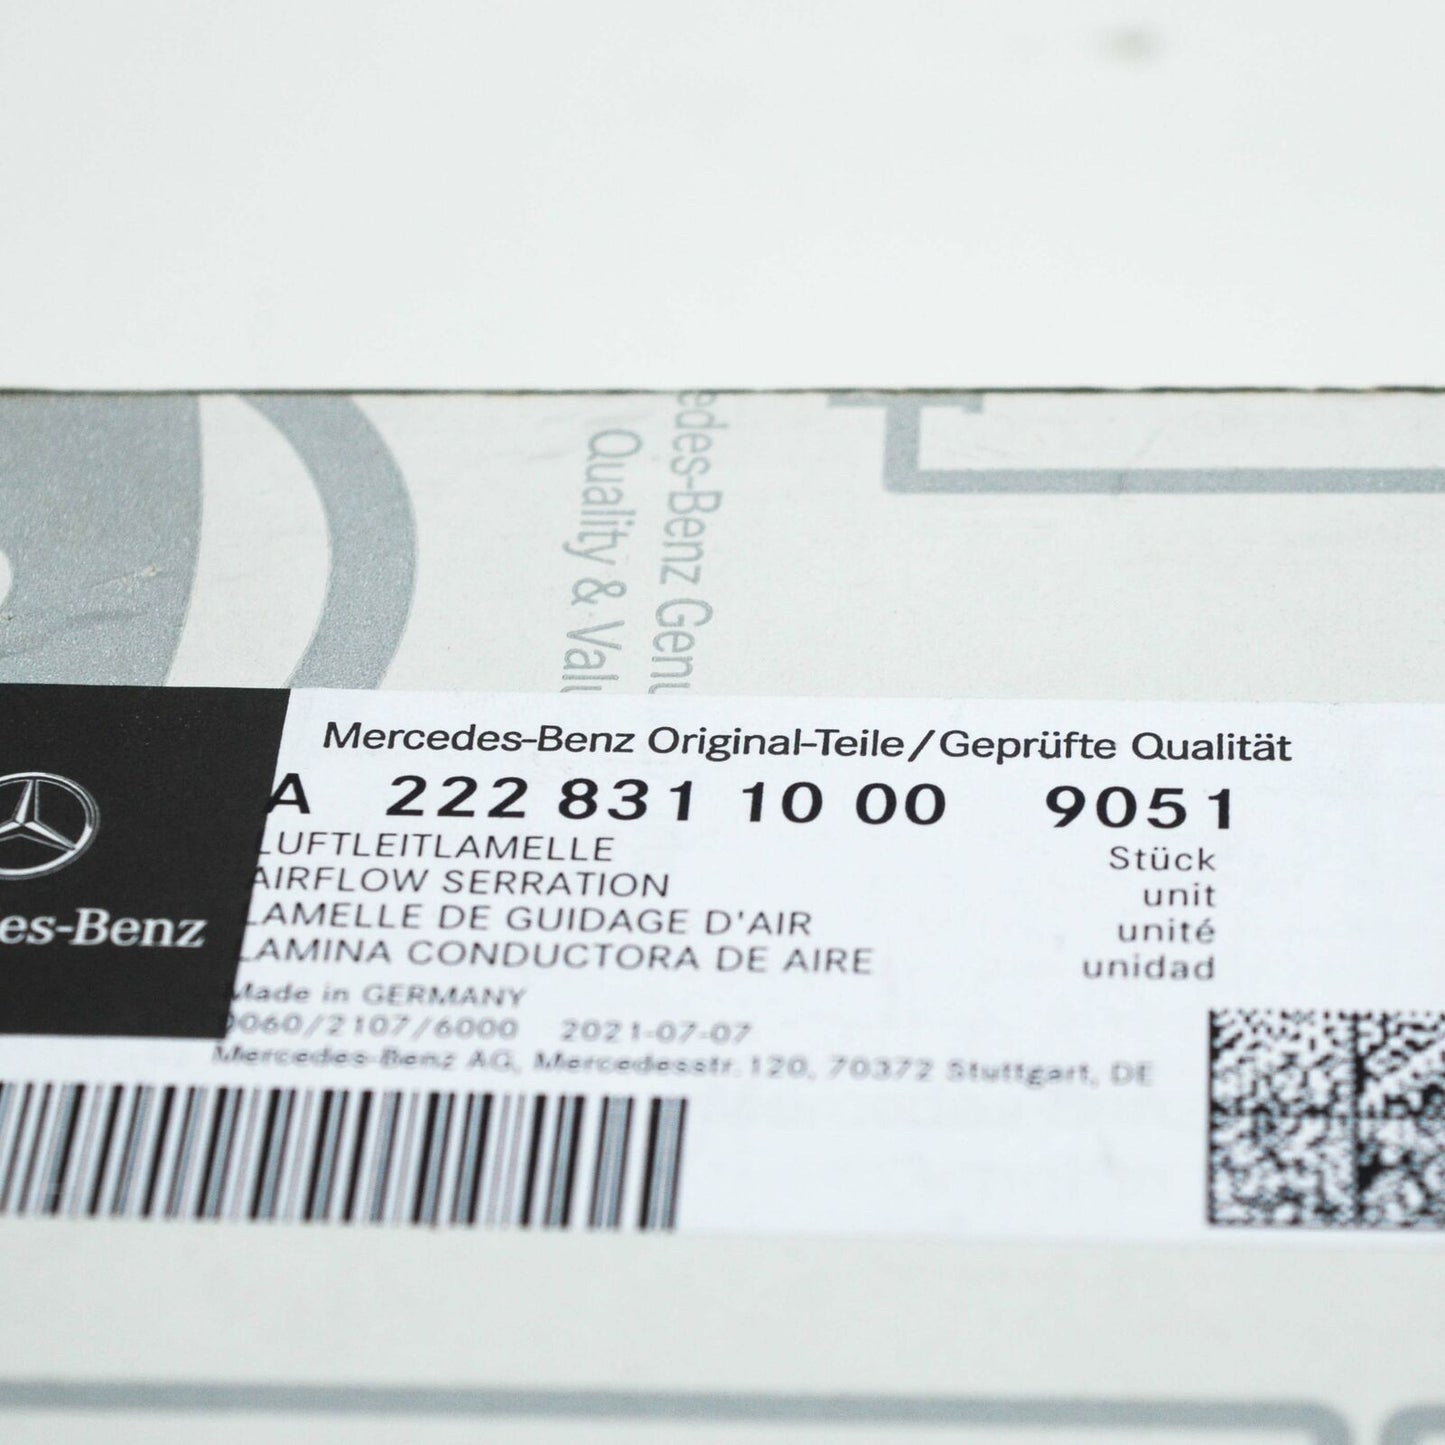 edes-Benz Genu
Quality & Valu
Mercedes-Benz Original-Teile/Geprüfte Qualität
A 222 831 10 00 9051
LUFTLEITLAMELLE Stück
AIRFLOW SERRATION unit
LAMELLE DE GUIDAGE D'AIR unité
LAMINA CONDUCTORA DE AIRE unidad
des-Benz
Made in GERMANY
0060/2107/6000 2021-07-07
Mercedes-Benz AG, Mercedesstr. 120, 70372 Stuttgart, DE